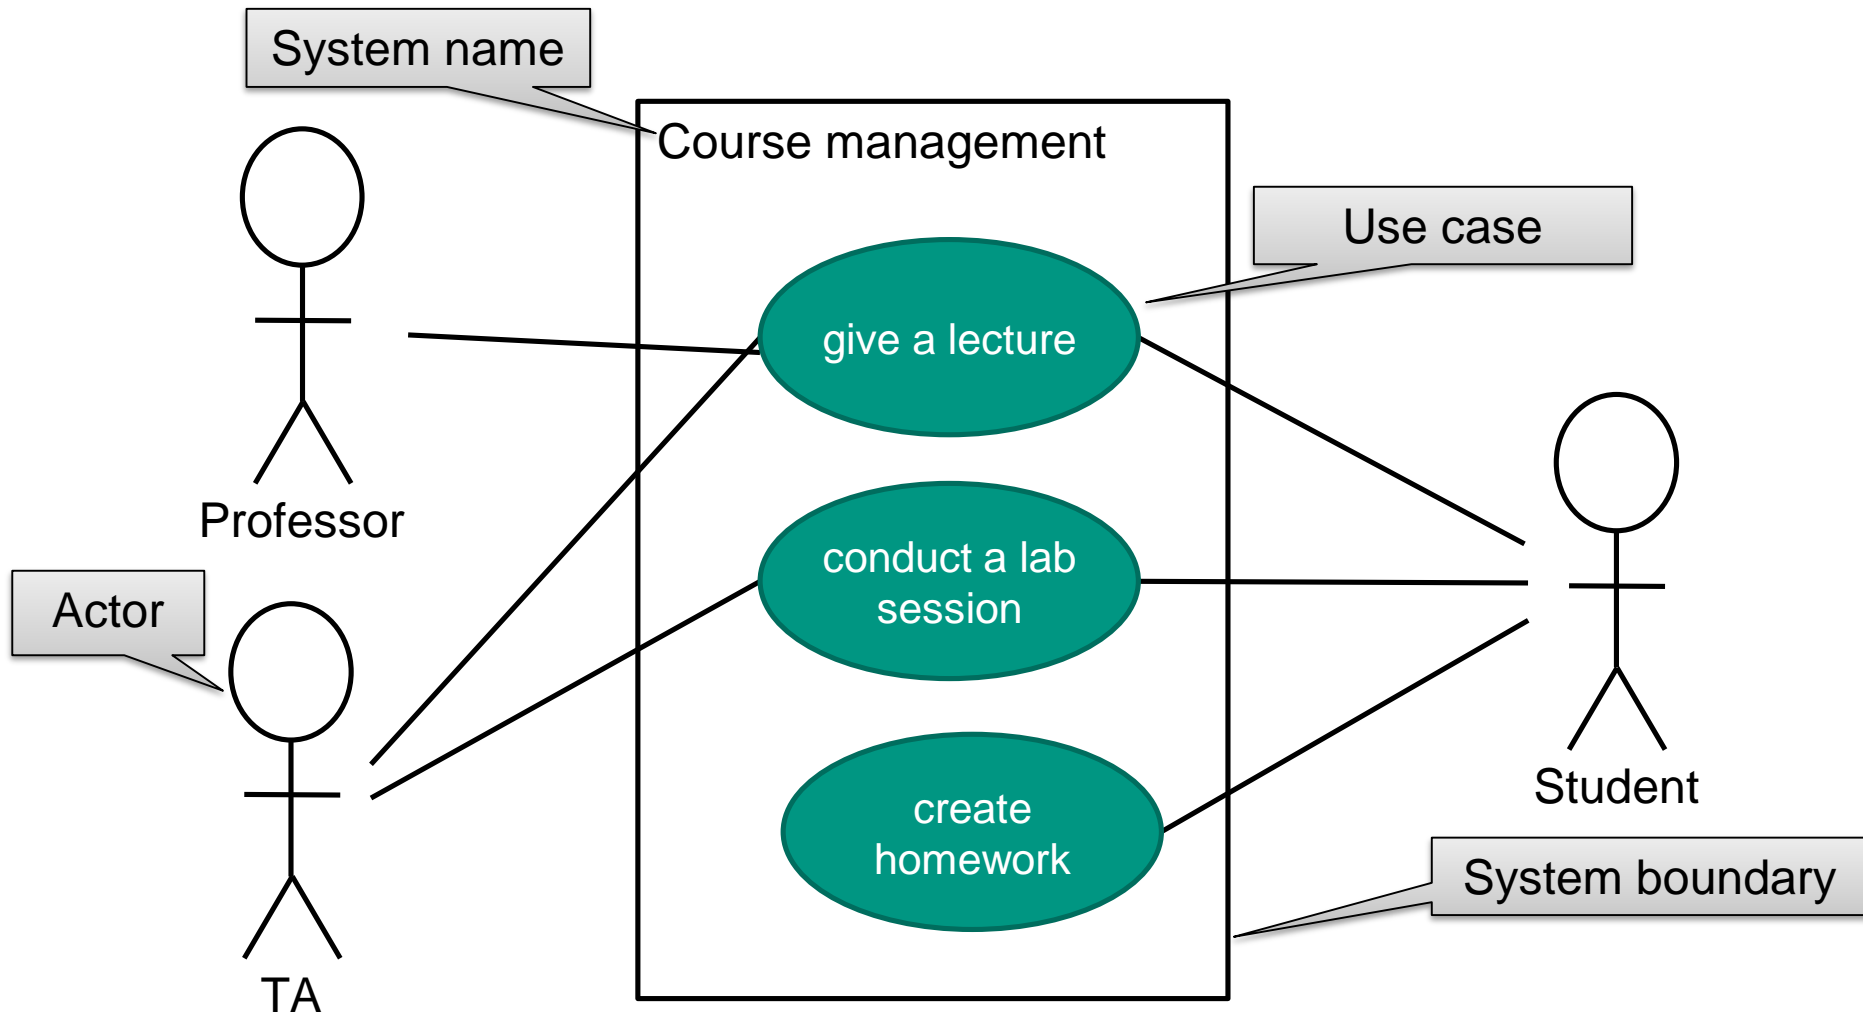 System name
Course management
Use case
give a lecture
Professor
conduct a lab
session
Actor
Student
create
homework
System boundary
TA